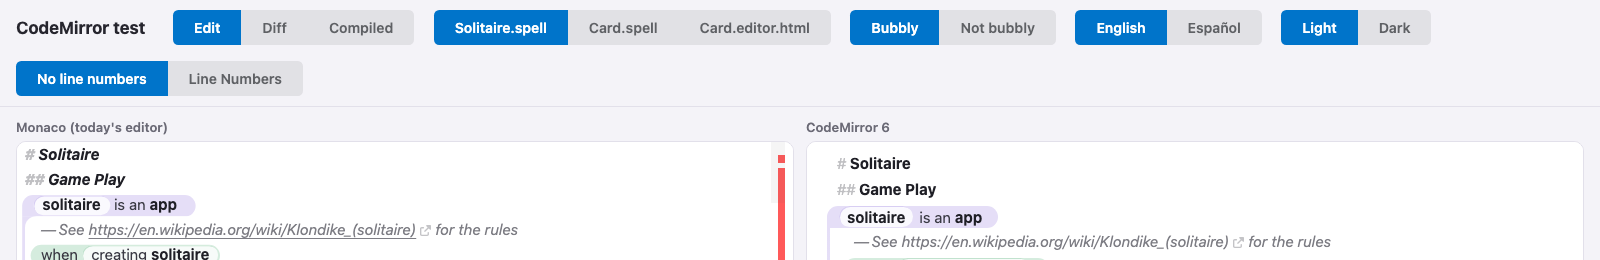 CodeMirror test Edit Diff Compiled Solitaire.spell Card.spell Card.editor.html Bubbly Not bubbly English Español Light Dark
No line numbers Line Numbers
Monaco (today's editor)
# Solitaire
## Game Play
solitaire is an app
— See https://en.wikipedia.org/wiki/Klondike_(solitaire) for the rules
when creating solitaire
CodeMirror 6
# Solitaire
## Game Play
solitaire is an app
— See https://en.wikipedia.org/wiki/Klondike_(solitaire) for the rules